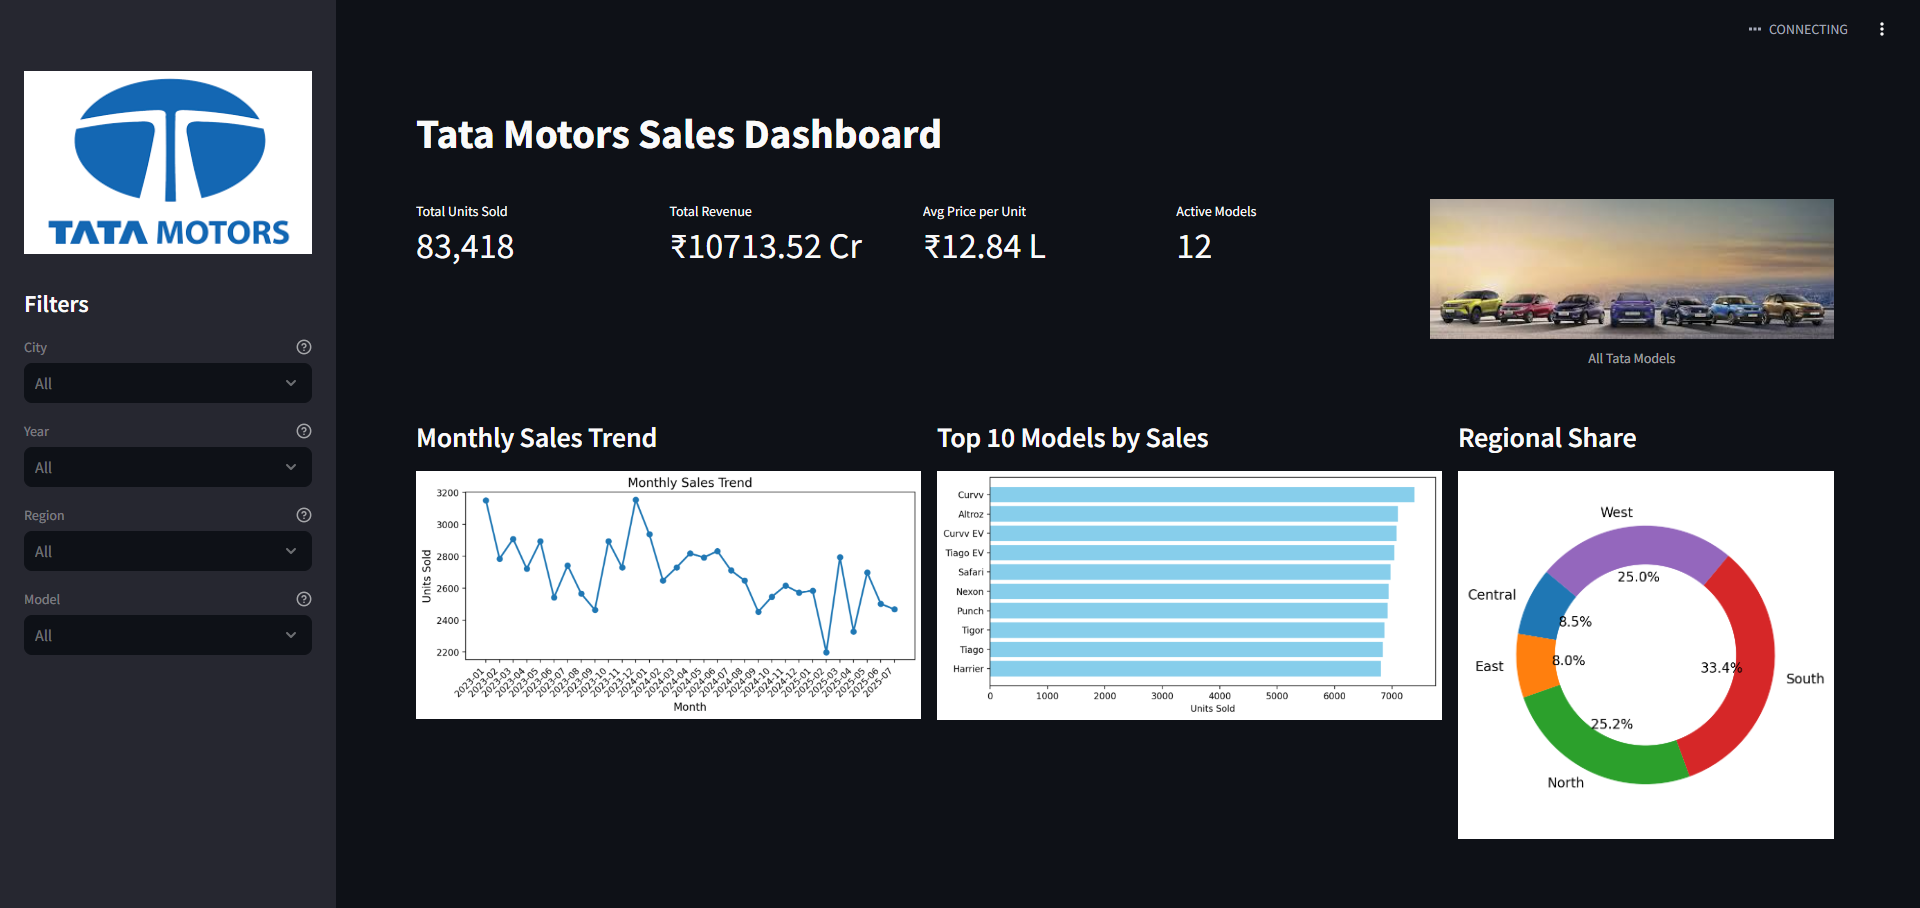 CONNECTING
TATA MOTORS
Filters
City
All
Year
All
Region
All
Model
All
Tata Motors Sales Dashboard
Total Units Sold
83,418
Total Revenue
₹10713.52 Cr
Avg Price per Unit
₹12.84 L
Active Models
12
All Tata Models
Monthly Sales Trend
Monthly Sales Trend
Units Sold
3200
3000
2800
2600
2400
2200
2023-01
2023-02
2023-03
2023-04
2023-05
2023-06
2023-07
2023-08
2023-09
2023-10
2023-11
2023-12
2024-01
2024-02
2024-03
2024-04
2024-05
2024-06
2024-07
2024-08
2024-09
2024-10
2024-11
2024-12
2025-01
2025-02
2025-03
2025-04
2025-05
2025-06
2025-07
Month
Top 10 Models by Sales
Curvv
Altroz
Curvv EV
Tiago EV
Safari
Nexon
Punch
Tigor
Tiago
Harrier
0 1000 2000 3000 4000 5000 6000 7000
Units Sold
Regional Share
West
25.0%
Central
8.5%
East
8.0%
33.4%
South
25.2%
North